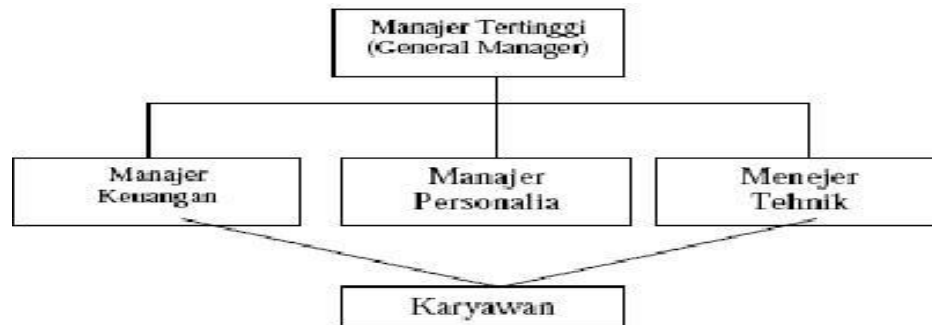 Manajer Tertinggi
(General Manager)
Manajer
Keuangan
Manajer
Personalia
Menejer
Tehnik
Karyawan